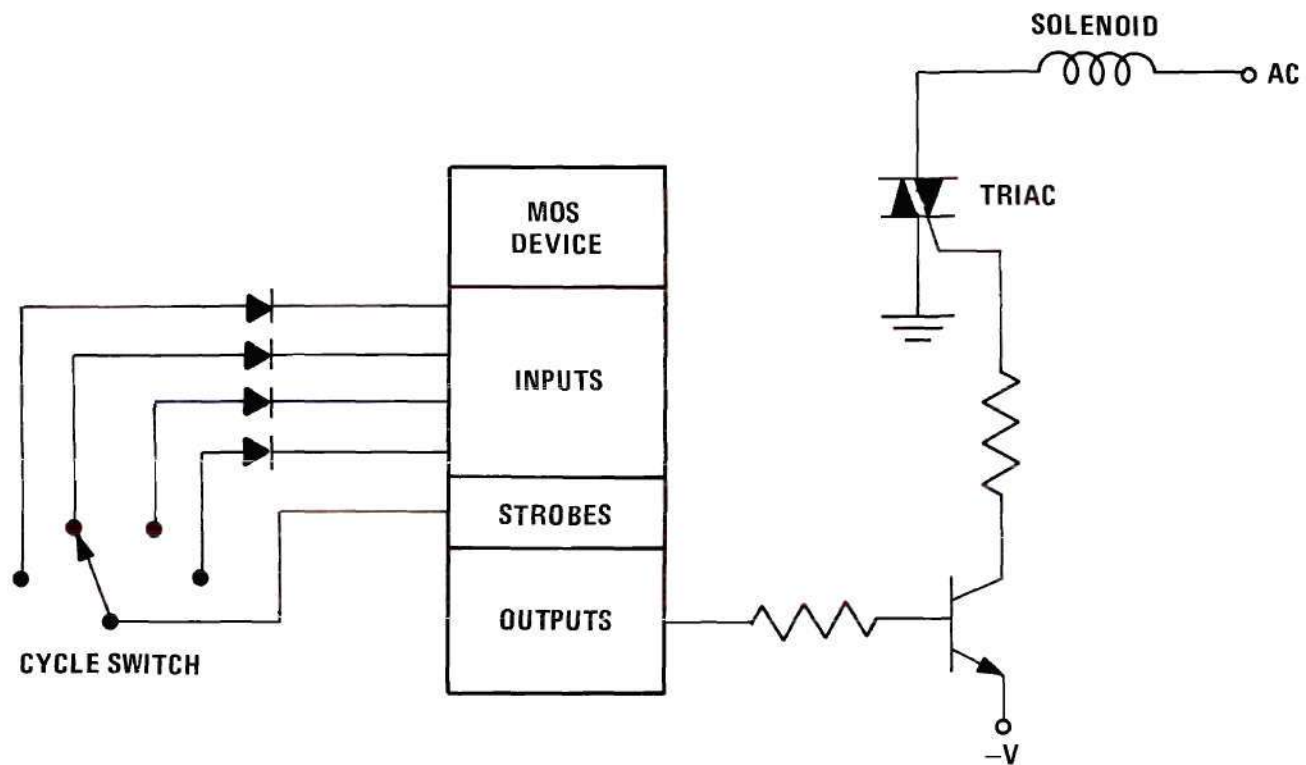 SOLENOID
AC
TRIAC
MOS
DEVICE
INPUTS
STROBES
OUTPUTS
CYCLE SWITCH
–V